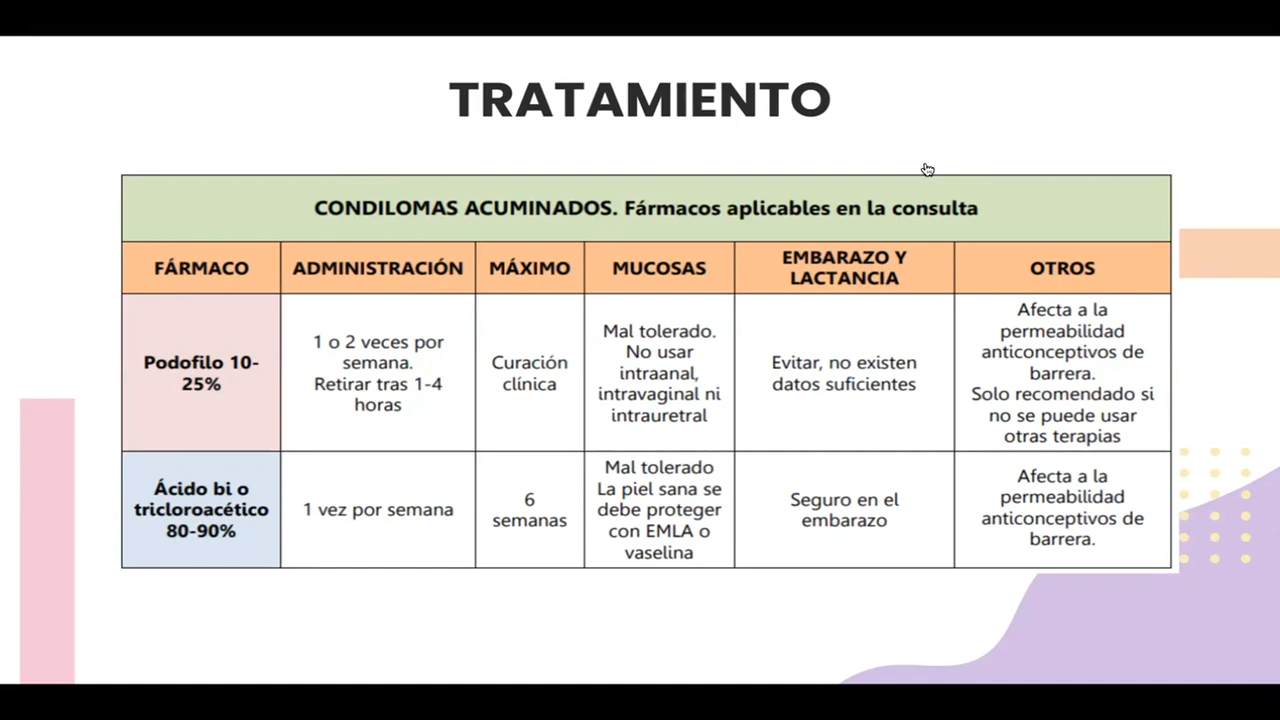 TRATAMIENTO
CONDILOMAS ACUMINADOS. Fármacos aplicables en la consulta
FÁRMACO
ADMINISTRACIÓN
MÁXIMO
MUCOSAS
EMBARAZO Y
LACTANCIA
OTROS
Podofilo 10-
25%
1 o 2 veces por
semana.
Retirar tras 1-4
horas
Curación
clínica
Mal tolerado.
No usar
intraanal,
intravaginal ni
intrauretral
Evitar, no existen
datos suficientes
Afecta a la
permeabilidad
anticonceptivos de
barrera.
Solo recomendado si
no se puede usar
otras terapias
Ácido bi o
tricloroacético
80-90%
1 vez por semana
6
semanas
Mal tolerado
La piel sana se
debe proteger
con EMLA o
vaselina
Seguro en el
embarazo
Afecta a la
permeabilidad
anticonceptivos de
barrera.